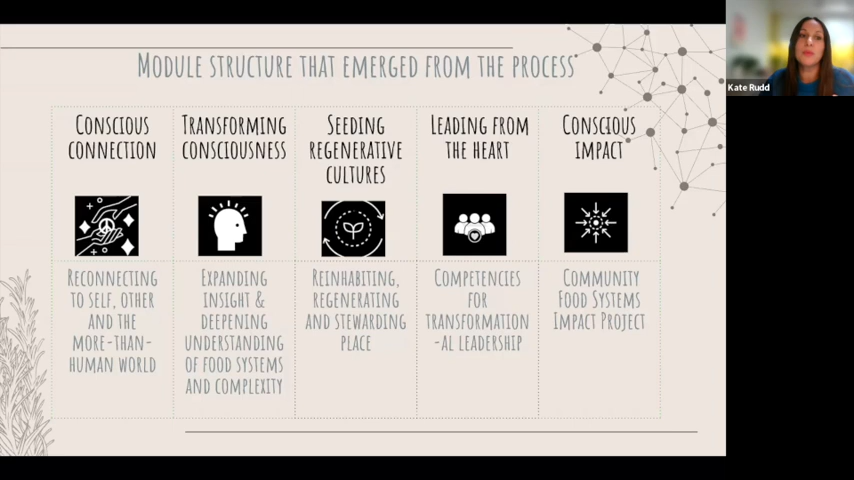 Module structure that emerged from the process
Conscious
connection
Transforming
consciousness
Seeding
regenerative
cultures
Leading from
the heart
Conscious
impact
Reconnecting
to self, other
and the
more-than-
human world
Expanding
insight &
deepening
understanding
of food systems
and complexity
Reinhabiting,
regenerating
and stewarding
place
Competencies
for
transformation
-al leadership
Community
Food Systems
Impact Project
Kate Rudd